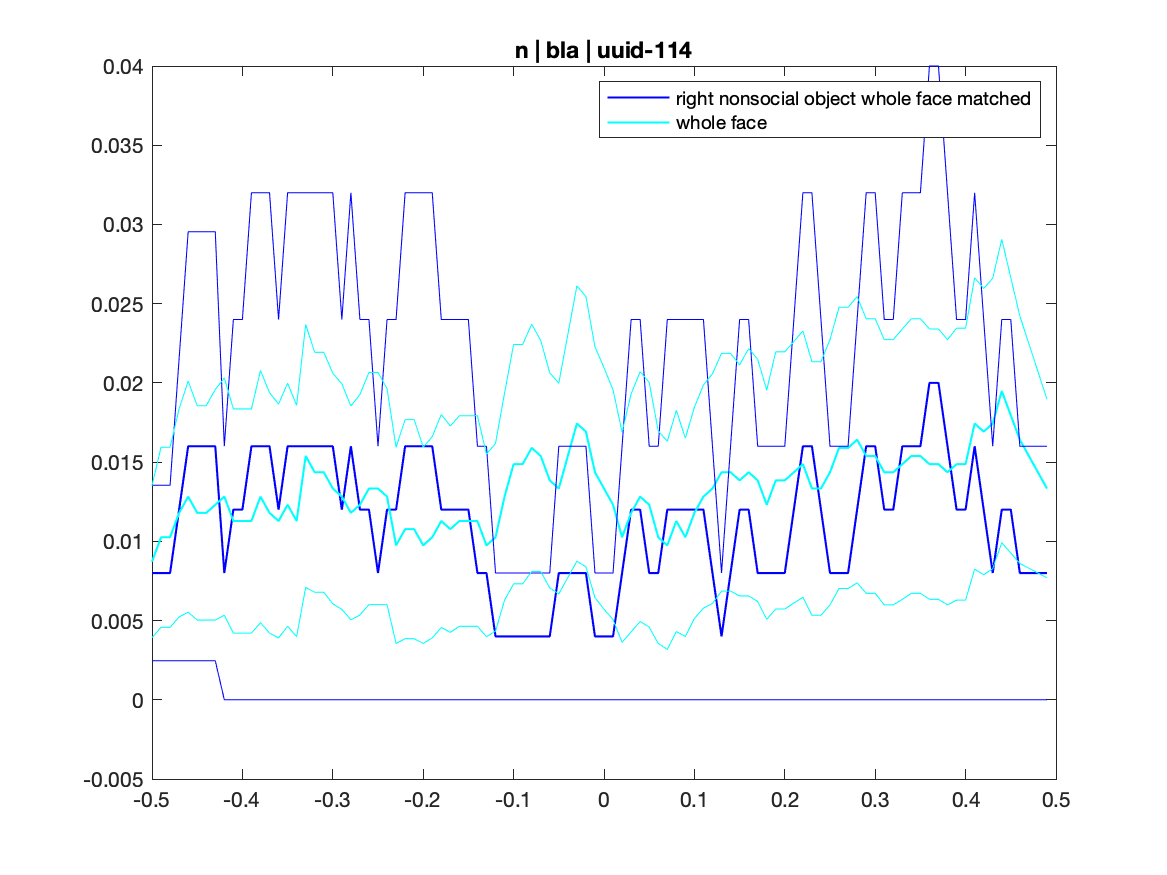 n | bla | uuid-114
right nonsocial object whole face matched
whole face
0.04
0.035
0.03
0.025
0.02
0.015
0.01
0.005
0
-0.005
-0.5 -0.4 -0.3 -0.2 -0.1 0 0.1 0.2 0.3 0.4 0.5